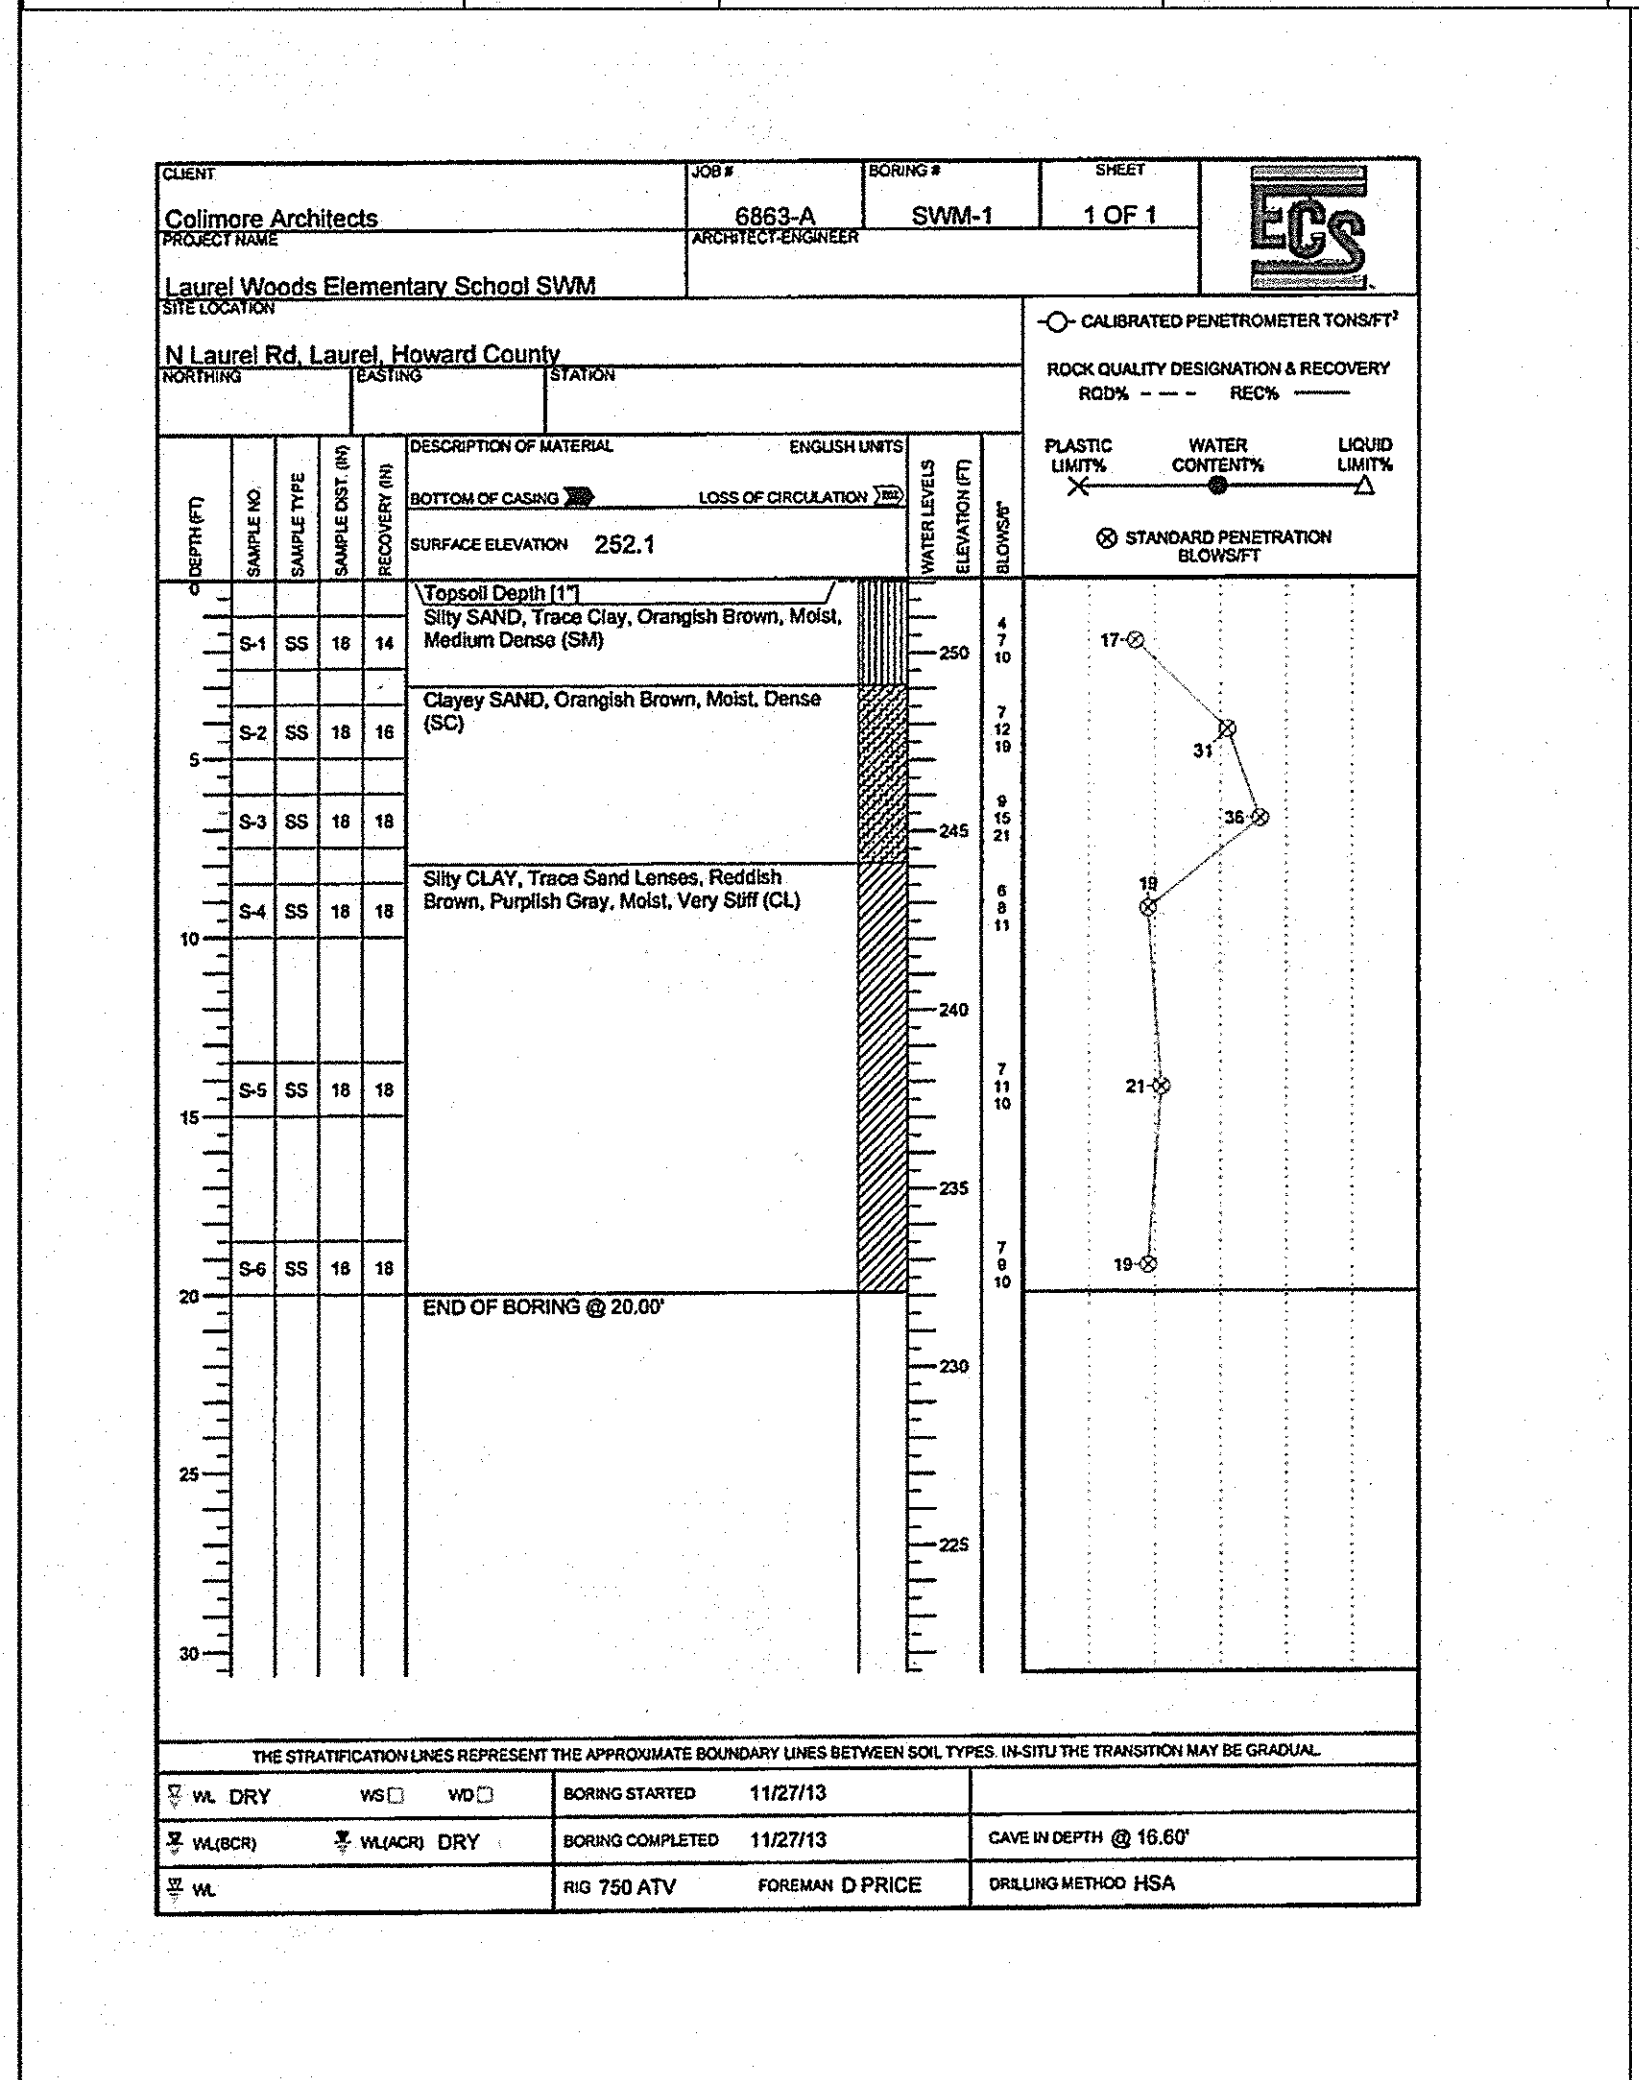 CLIENT
Colimore Architects
JOB #
6863-A
BORING #
SWM-1
SHEET
1 OF 1
ECS
PROJECT NAME
Laurel Woods Elementary School SWM
ARCHITECT-ENGINEER
SITE LOCATION
N Laurel Rd, Laurel, Howard County
NORTHING
EASTING
STATION
CALIBRATED PENETROMETER TONS/FT²
ROCK QUALITY DESIGNATION & RECOVERY
RQD% - - - REC% ———
PLASTIC LIMIT%
WATER CONTENT%
LIQUID LIMIT%
STANDARD PENETRATION
BLOWS/FT
DEPTH (FT)
SAMPLE NO.
SAMPLE TYPE
SAMPLE DIST. (IN)
RECOVERY (IN)
DESCRIPTION OF MATERIAL ENGLISH UNITS
BOTTOM OF CASING LOSS OF CIRCULATION
SURFACE ELEVATION 252.1
WATER LEVELS
ELEVATION (FT)
BLOWS/6"
0
Topsoil Depth [1"]
Silty SAND, Trace Clay, Orangish Brown, Moist,
Medium Dense (SM)
S-1 SS 18 14
250
4
7
10
17
Clayey SAND, Orangish Brown, Moist, Dense
(SC)
S-2 SS 18 16
7
12
19
31
5
S-3 SS 18 18
245
9
15
21
36
Silty CLAY, Trace Sand Lenses, Reddish
Brown, Purplish Gray, Moist, Very Stiff (CL)
S-4 SS 18 18
6
8
11
19
10
240
S-5 SS 18 18
7
11
10
21
15
235
S-6 SS 18 18
7
9
10
19
20
END OF BORING @ 20.00'
230
25
225
30
THE STRATIFICATION LINES REPRESENT THE APPROXIMATE BOUNDARY LINES BETWEEN SOIL TYPES. IN-SITU THE TRANSITION MAY BE GRADUAL.
WL DRY WS WD
BORING STARTED 11/27/13
WL(BCR) WL(ACR) DRY
BORING COMPLETED 11/27/13
CAVE IN DEPTH @ 16.60'
WL
RIG 750 ATV FOREMAN D PRICE
DRILLING METHOD HSA